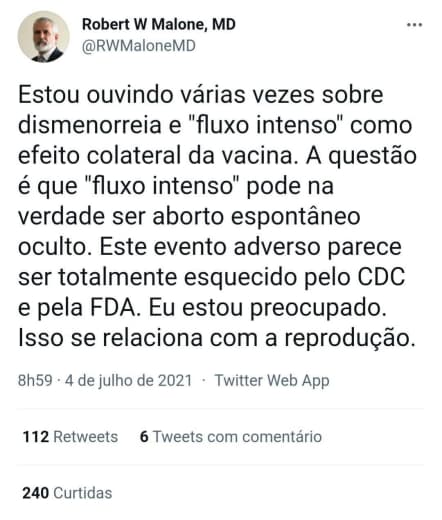 Robert W Malone, MD
@RWMaloneMD
Estou ouvindo várias vezes sobre
dismenorreia e "fluxo intenso" como
efeito colateral da vacina. A questão
é que "fluxo intenso" pode na
verdade ser aborto espontâneo
oculto. Este evento adverso parece
ser totalmente esquecido pelo CDC
e pela FDA. Eu estou preocupado.
Isso se relaciona com a reprodução.
8h59 · 4 de julho de 2021 · Twitter Web App
112 Retweets 6 Tweets com comentário
240 Curtidas